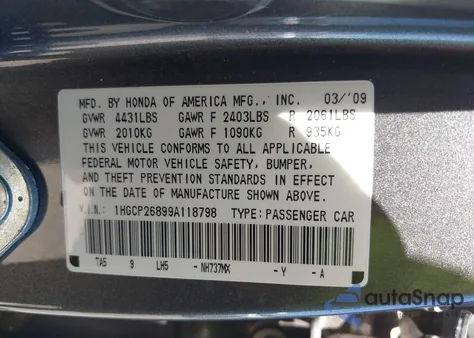 MFD. BY HONDA OF AMERICA MFG., INC. 03/'09
GVWR 4431LBS GAWR F 2403LBS R 2061LBS
GVWR 2010KG GAWR F 1090KG R 935KG
THIS VEHICLE CONFORMS TO ALL APPLICABLE
FEDERAL MOTOR VEHICLE SAFETY, BUMPER,
AND THEFT PREVENTION STANDARDS IN EFFECT
ON THE DATE OF MANUFACTURE SHOWN ABOVE.
V.I.N.: 1HGCP26899A118798 TYPE: PASSENGER CAR
TA5 9 LH5 - NH737MX - Y - A
autoSnap